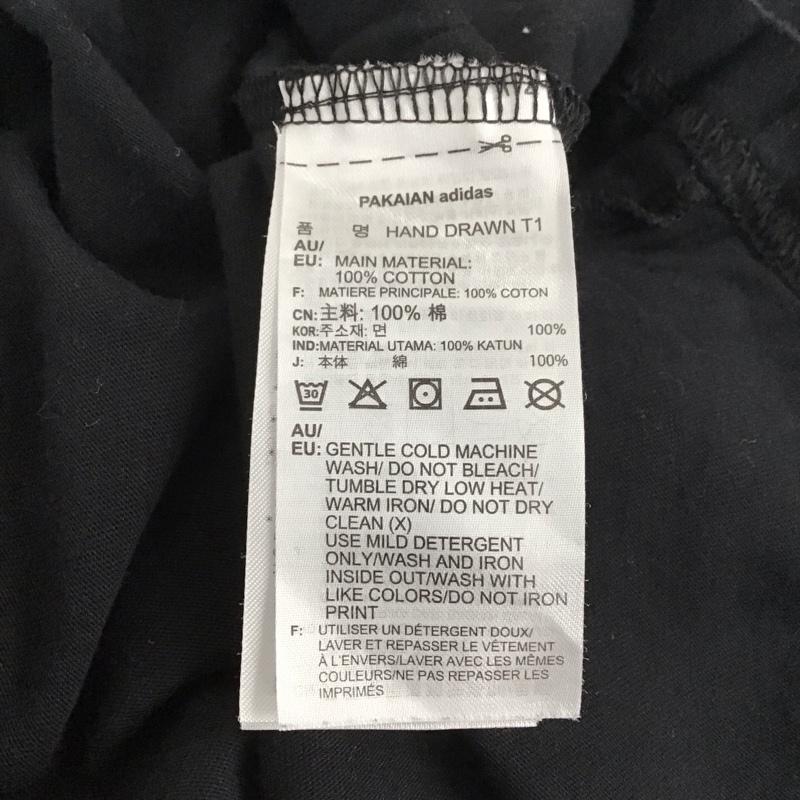 PAKAIAN adidas
품 명 HAND DRAWN T1
AU/
EU: MAIN MATERIAL:
100% COTTON
F: MATIERE PRINCIPALE: 100% COTON
CN:主料: 100% 棉
KOR:주소재: 면 100%
IND:MATERIAL UTAMA: 100% KATUN
J: 本体 綿 100%
30
AU/
EU: GENTLE COLD MACHINE
WASH/ DO NOT BLEACH/
TUMBLE DRY LOW HEAT/
WARM IRON/ DO NOT DRY
CLEAN (X)
USE MILD DETERGENT
ONLY/WASH AND IRON
INSIDE OUT/WASH WITH
LIKE COLORS/DO NOT IRON
PRINT
F: UTILISER UN DÉTERGENT DOUX/
LAVER ET REPASSER LE VÊTEMENT
À L'ENVERS/LAVER AVEC LES MÊMES
COULEURS/NE PAS REPASSER LES
IMPRIMÉS